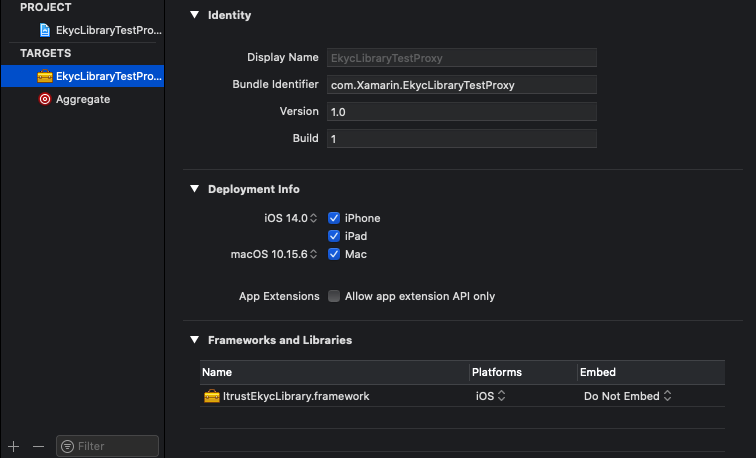 PROJECT
EkycLibraryTestPro...
TARGETS
EkycLibraryTestPro...
Aggregate
Filter
Identity
Display Name EkycLibraryTestProxy
Bundle Identifier com.Xamarin.EkycLibraryTestProxy
Version 1.0
Build 1
Deployment Info
iOS 14.0 iPhone
iPad
macOS 10.15.6 Mac
App Extensions Allow app extension API only
Frameworks and Libraries
Name Platforms Embed
ItrustEkycLibrary.framework iOS Do Not Embed